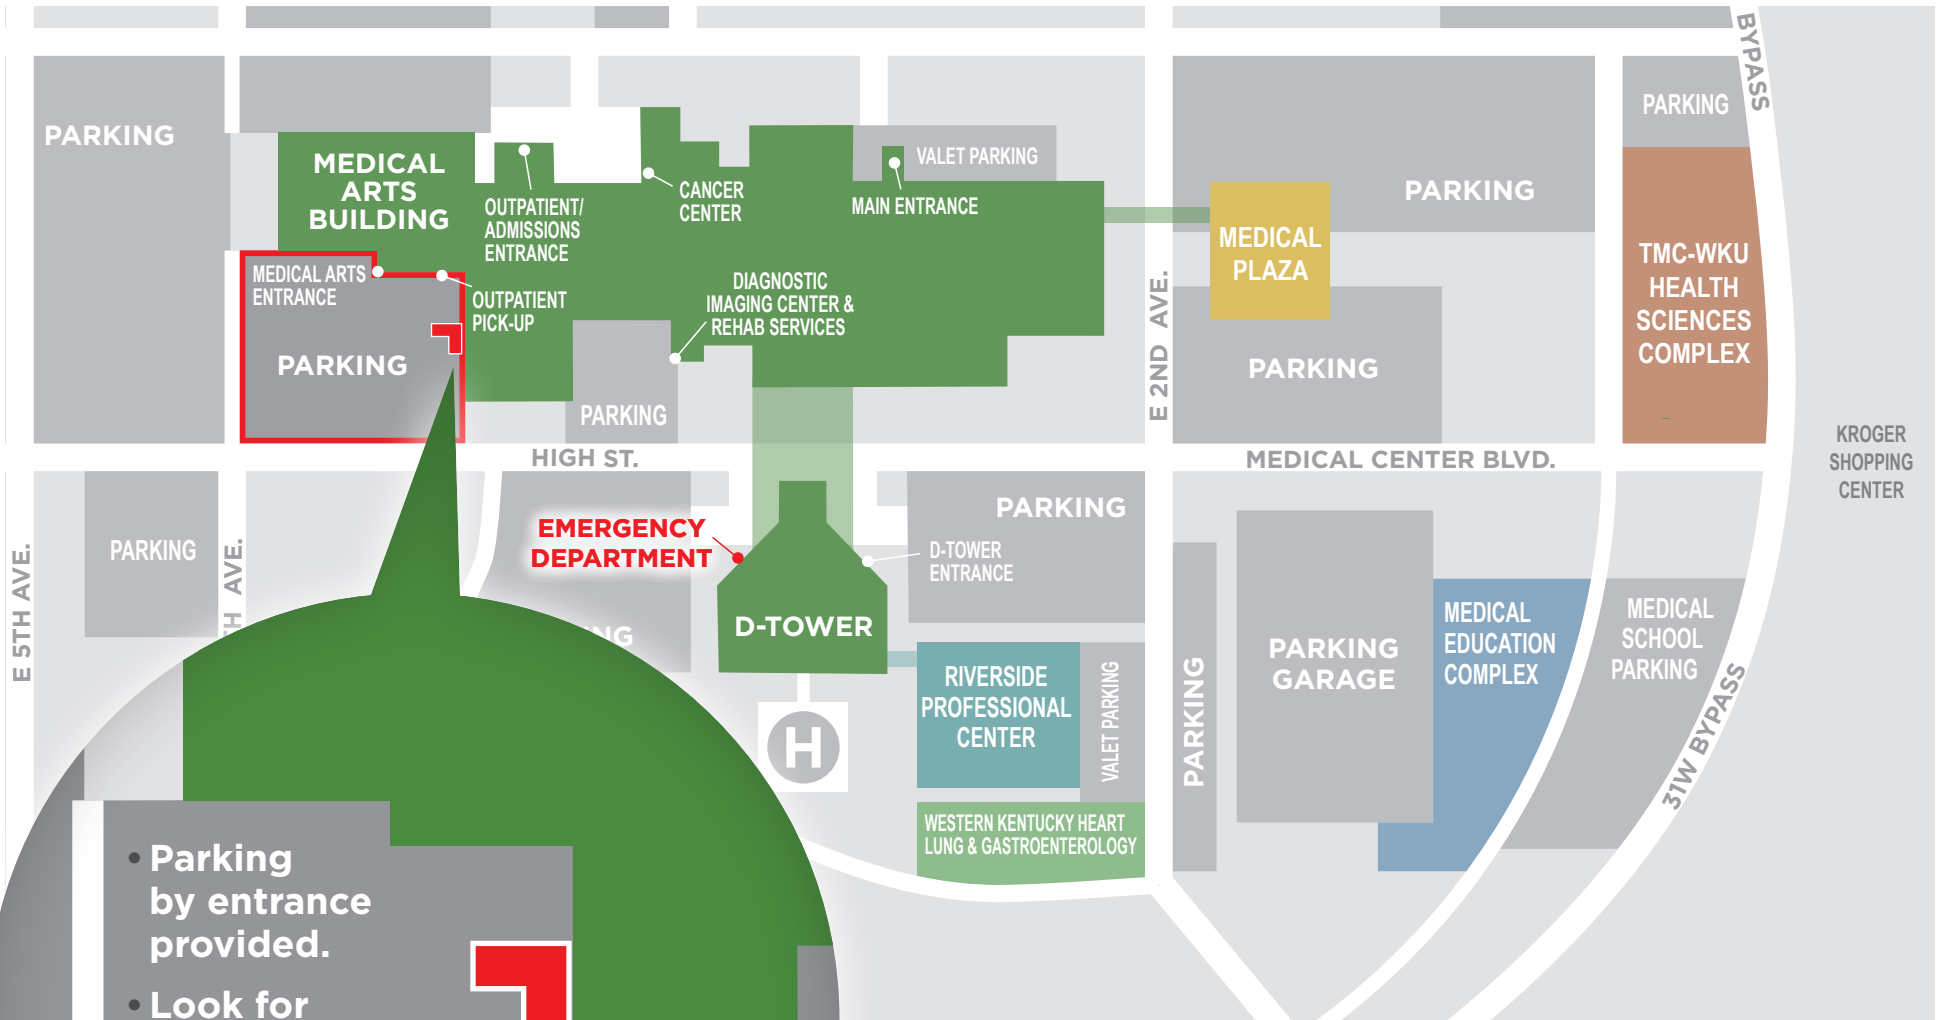 BYPASS
PARKING
PARKING
MEDICAL
ARTS
BUILDING
OUTPATIENT/
ADMISSIONS
ENTRANCE
CANCER
CENTER
VALET PARKING
MAIN ENTRANCE
PARKING
MEDICAL
PLAZA
TMC-WKU
HEALTH
SCIENCES
COMPLEX
MEDICAL ARTS
ENTRANCE
OUTPATIENT
PICK-UP
DIAGNOSTIC
IMAGING CENTER &
REHAB SERVICES
E 2ND AVE.
PARKING
PARKING
PARKING
KROGER
SHOPPING
CENTER
HIGH ST.
MEDICAL CENTER BLVD.
E 5TH AVE.
PARKING
TH AVE.
EMERGENCY
DEPARTMENT
PARKING
D-TOWER
ENTRANCE
D-TOWER
NG
RIVERSIDE
PROFESSIONAL
CENTER
VALET PARKING
PARKING
PARKING
GARAGE
MEDICAL
EDUCATION
COMPLEX
MEDICAL
SCHOOL
PARKING
31W BYPASS
H
WESTERN KENTUCKY HEART
LUNG & GASTROENTEROLOGY
• Parking
by entrance
provided.
• Look for